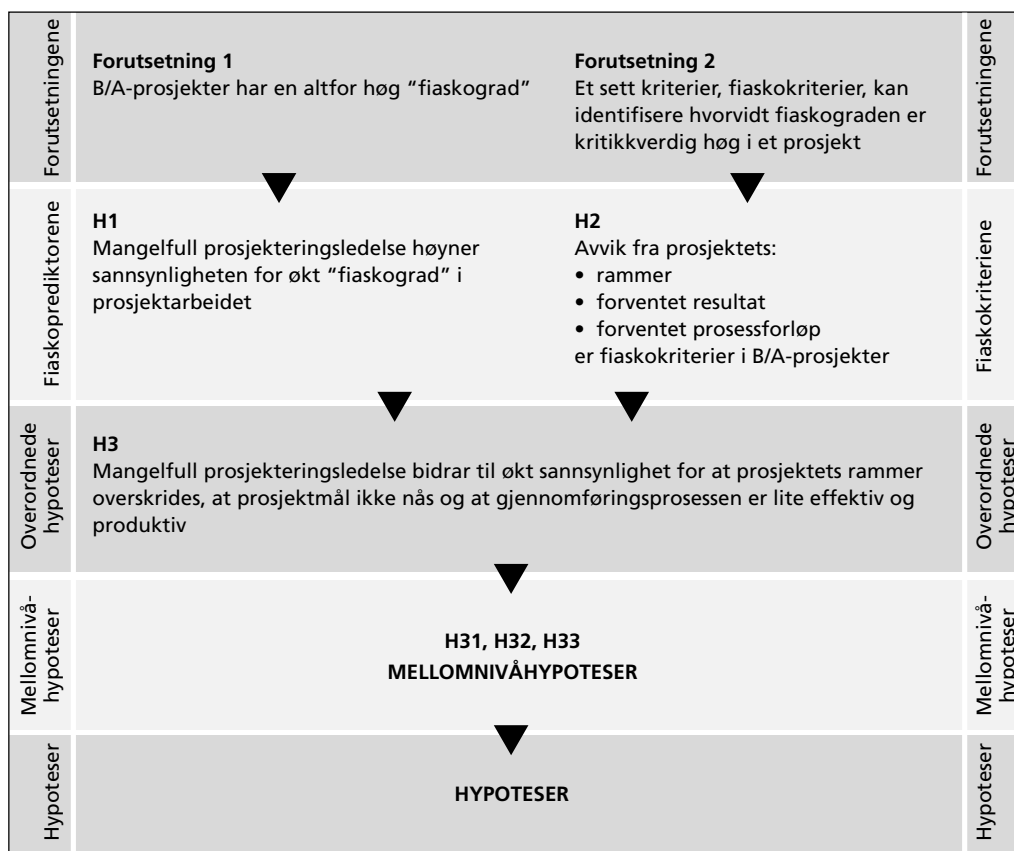 Forutsetningene
Forutsetning 1
B/A-prosjekter har en altfor høg “fiaskograd”
Forutsetning 2
Et sett kriterier, fiaskokriterier, kan
identifisere hvorvidt fiaskograden er
kritikkverdig høg i et prosjekt
Forutsetningene
Fiaskoprediktorene
H1
Mangelfull prosjekteringsledelse høyner
sannsynligheten for økt “fiaskograd” i
prosjektarbeidet
H2
Avvik fra prosjektets:
• rammer
• forventet resultat
• forventet prosessforløp
er fiaskokriterier i B/A-prosjekter
Fiaskokriteriene
Overordnede
hypoteser
H3
Mangelfull prosjekteringsledelse bidrar til økt sannsynlighet for at prosjektets rammer
overskrides, at prosjektmål ikke nås og at gjennomføringsprosessen er lite effektiv og
produktiv
Overordnede
hypoteser
Mellomnivå-
hypoteser
H31, H32, H33
MELLOMNIVÅHYPOTESER
Mellomnivå-
hypoteser
Hypoteser
HYPOTESER
Hypoteser